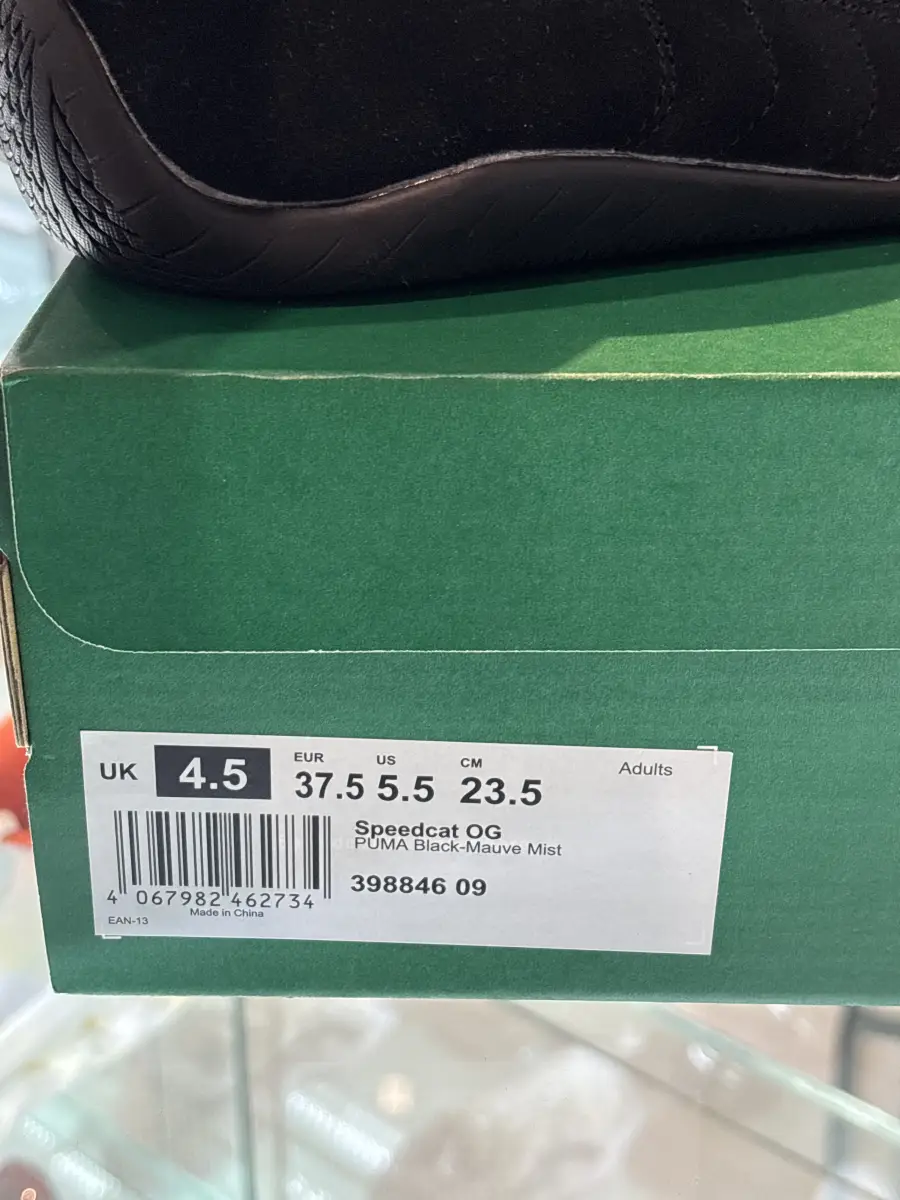 UK 4.5 EUR 37.5 US 5.5 CM 23.5 Adults
Speedcat OG
PUMA Black-Mauve Mist
398846 09
4 067982 462734
Made in China
EAN-13